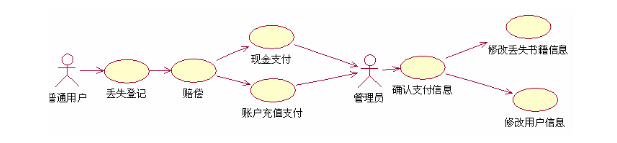 普通用户
丢失登记
赔偿
现金支付
账户充值支付
管理员
确认支付信息
修改丢失书籍信息
修改用户信息